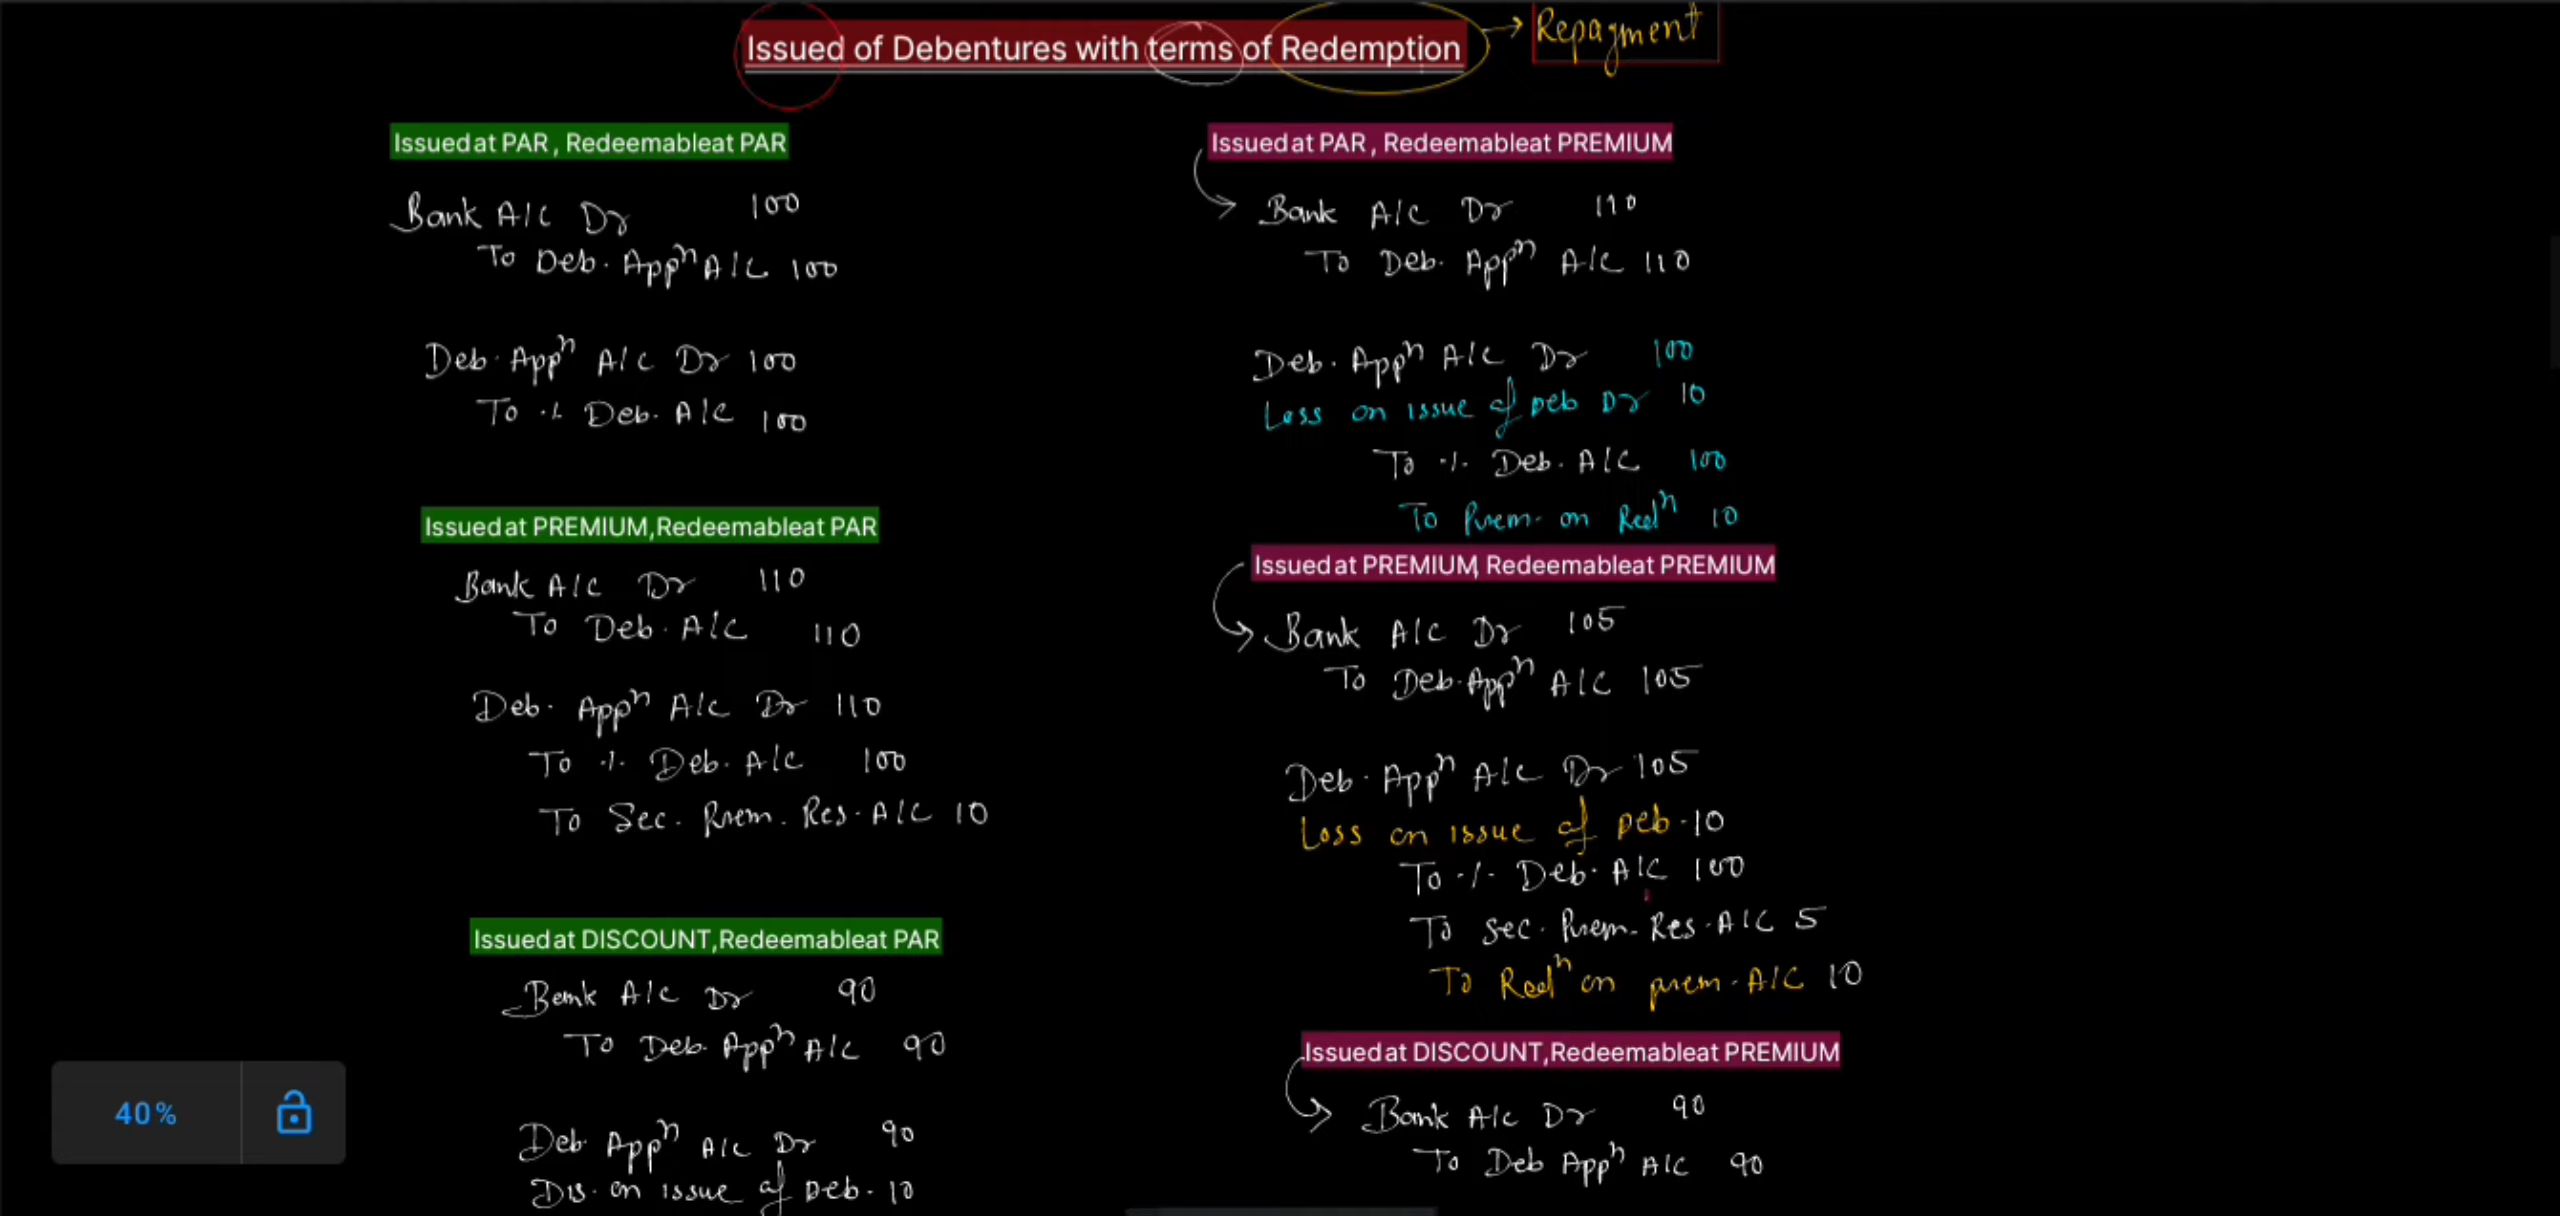 Issued of Debentures with terms of Redemption → Repayment
Issued at PAR , Redeemable at PAR
Bank A/c Dr 100
To Deb. Appⁿ A/c 100
Deb. Appⁿ A/c Dr 100
To .|. Deb. A/c 100
Issued at PREMIUM,Redeemable at PAR
Bank A/c Dr 110
To Deb. A/c 110
Deb. Appⁿ A/c Dr 110
To .|. Deb. A/c 100
To Sec. Prem. Res. A/c 10
Issued at DISCOUNT,Redeemable at PAR
Bank A/c Dr 90
To Deb. Appⁿ A/c 90
Deb Appⁿ A/c Dr 90
Dis. on issue of Deb. 10
Issued at PAR , Redeemable at PREMIUM
Bank A/c Dr 110
To Deb. Appⁿ A/c 110
Deb. Appⁿ A/c Dr 100
Loss on issue of Deb Dr 10
To .|. Deb. A/c 100
To Prem. on Redⁿ 10
Issued at PREMIUM, Redeemable at PREMIUM
Bank A/c Dr 105
To Deb. Appⁿ A/c 105
Deb. Appⁿ A/c Dr 105
Loss on issue of Deb. 10
To .|. Deb. A/c 100
To Sec. Prem. Res. A/c 5
To Redⁿ on prem. A/c 10
Issued at DISCOUNT,Redeemable at PREMIUM
Bank A/c Dr 90
To Deb Appⁿ A/c 90
40%